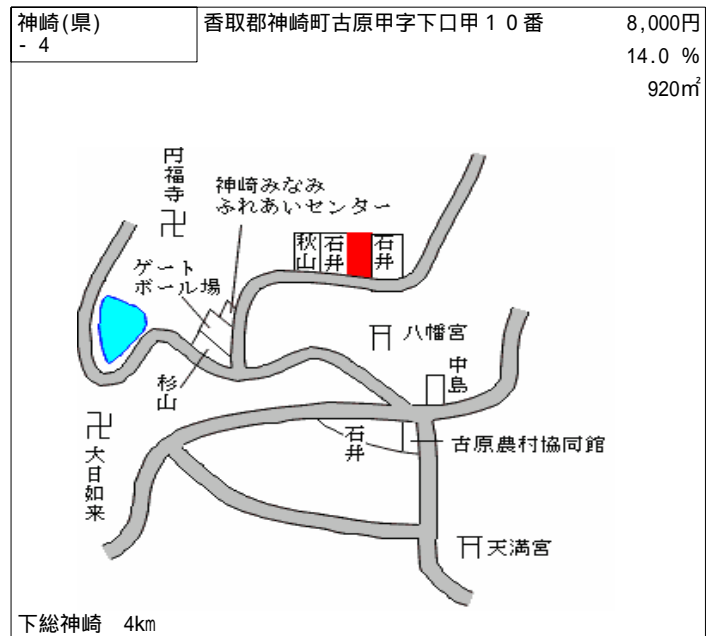 神崎(県)
- 4
香取郡神崎町古原甲字下口甲１０番
8,000円
14.0 %
920㎡
円福寺
神崎みなみ
ふれあいセンター
秋山
石井
石井
ゲート
ボール場
八幡宮
中島
杉山
石井
古原農村協同館
大日如来
天満宮
下総神崎 4km